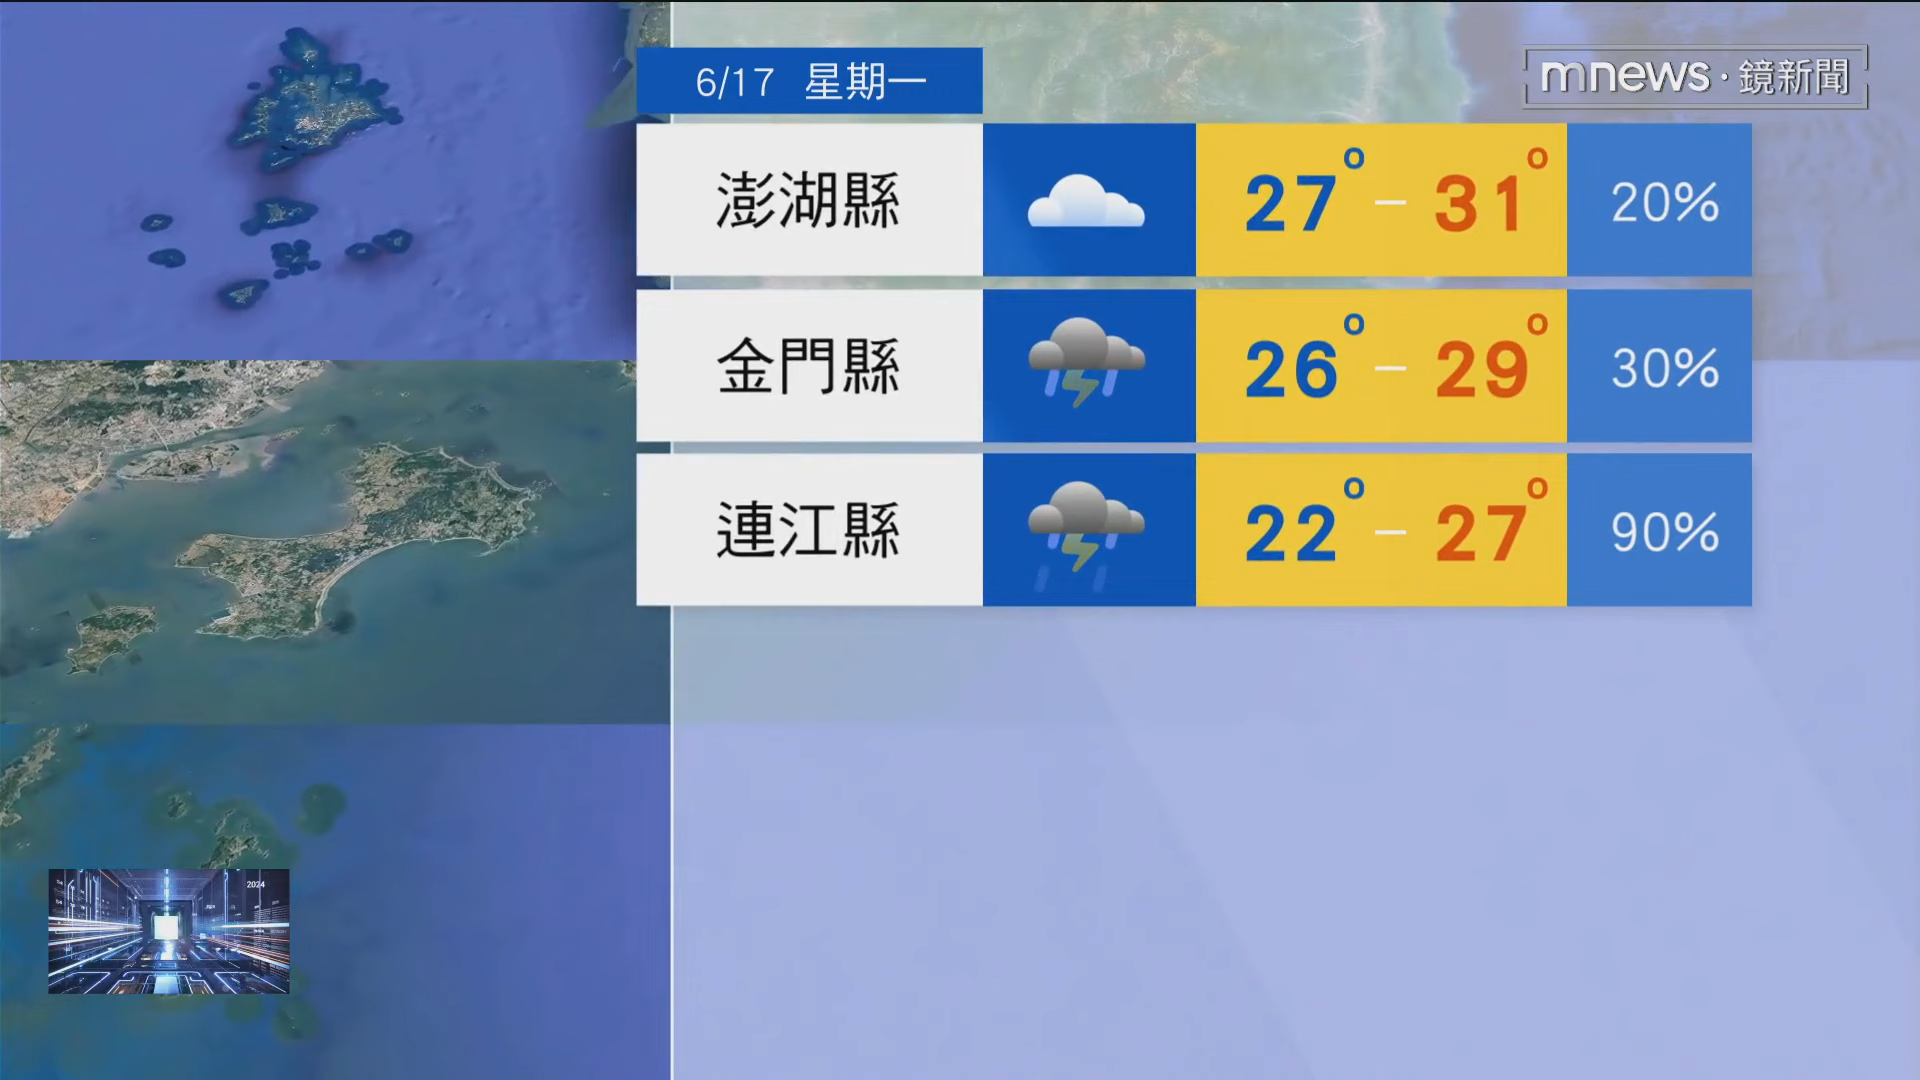 6/17 星期一
mnews·鏡新聞
澎湖縣 27° – 31° 20%
金門縣 26° – 29° 30%
連江縣 22° – 27° 90%
2024